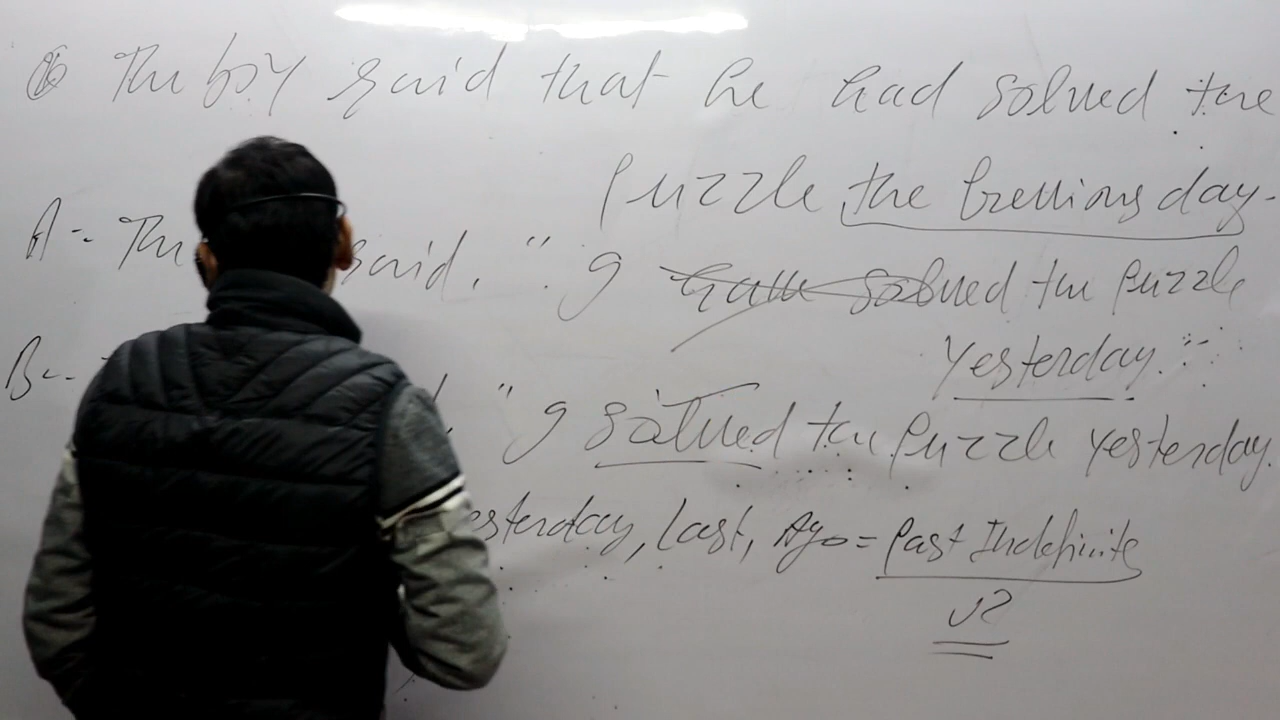 The boy said that he had solved the
puzzle the previous day.
A - Th said, "I have solved the puzzle
yesterday."
B - "I solved the puzzle yesterday.
esterday, last, Ago = Past Indefinite
V2